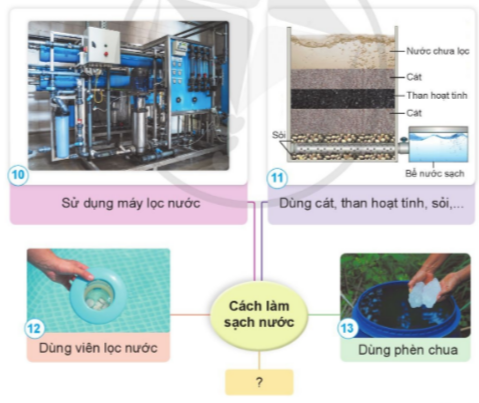 Nước chưa lọc
Cát
Than hoạt tính
Cát
Sỏi
Bể nước sạch
10
11
Sử dụng máy lọc nước
Dùng cát, than hoạt tính, sỏi,...
Cách làm
sạch nước
12
13
Dùng viên lọc nước
Dùng phèn chua
?